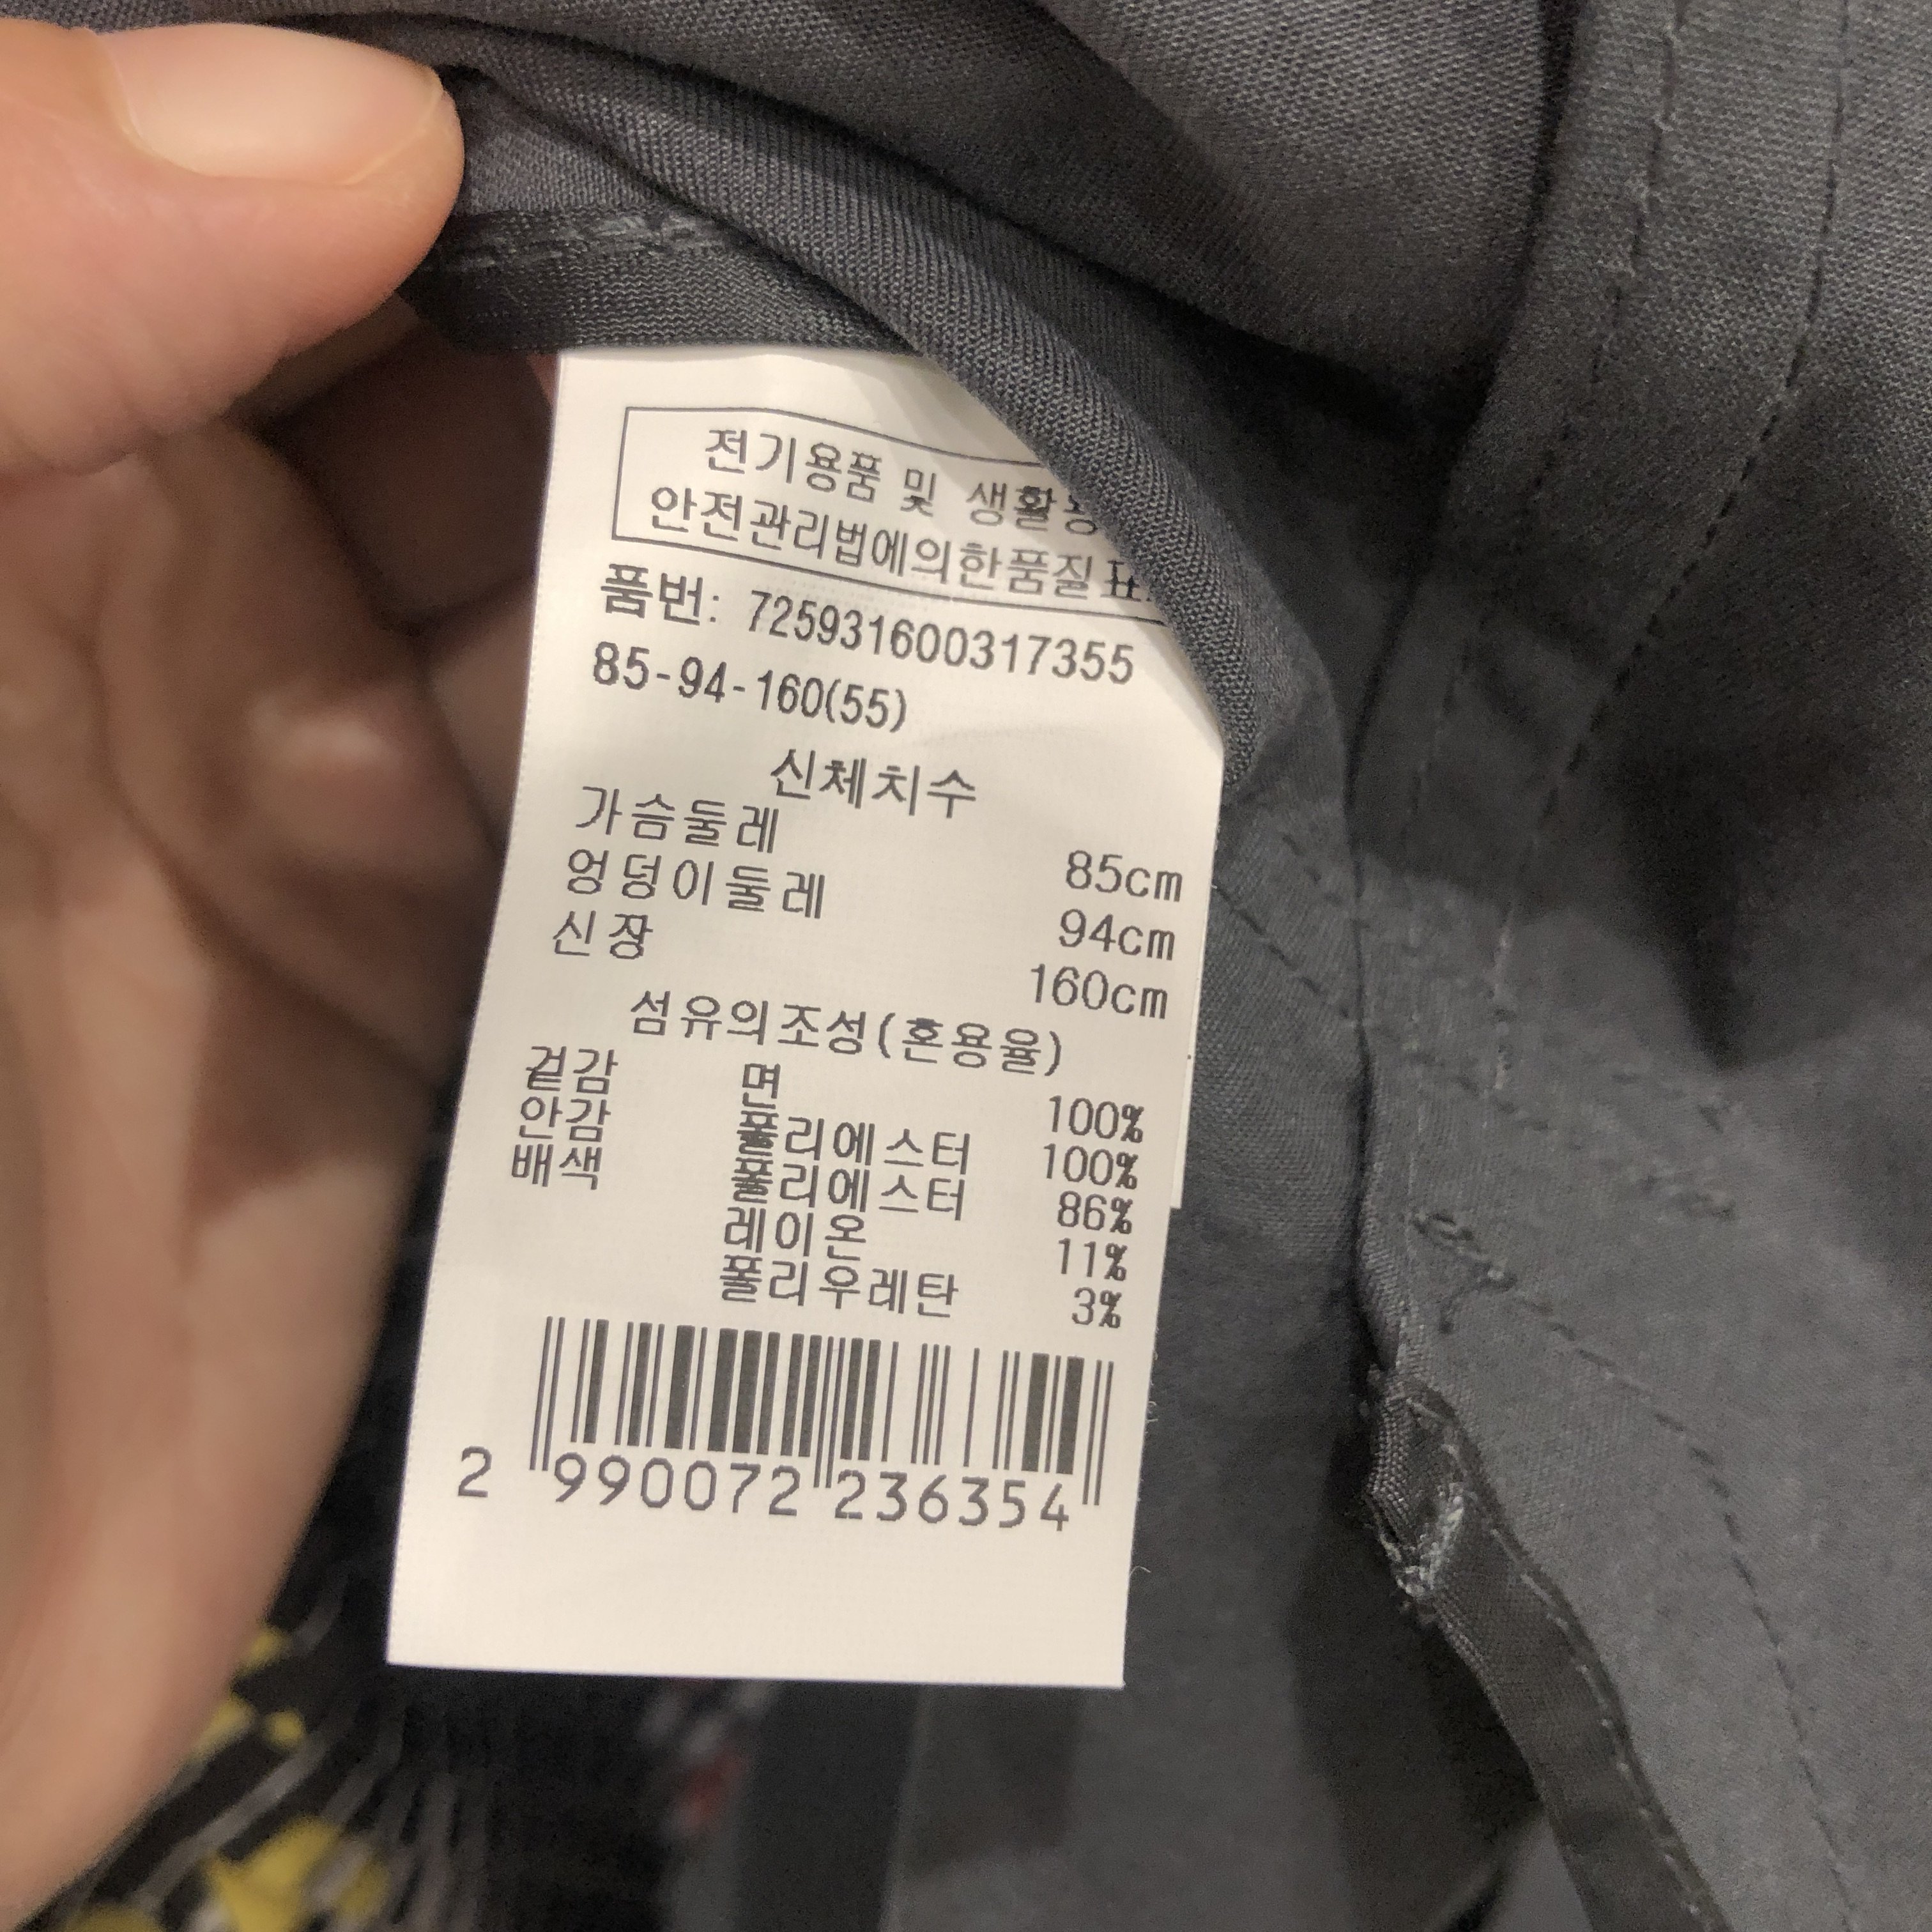 전기용품 및 생활용
안전관리법에의한품질표
품번: 725931600317355
85-94-160(55)
신체치수
가슴둘레 85cm
엉덩이둘레 94cm
신장 160cm
섬유의조성(혼용율)
겉감 면 100%
안감 폴리에스터 100%
배색 폴리에스터 86%
레이온 11%
폴리우레탄 3%
2 990072 236354